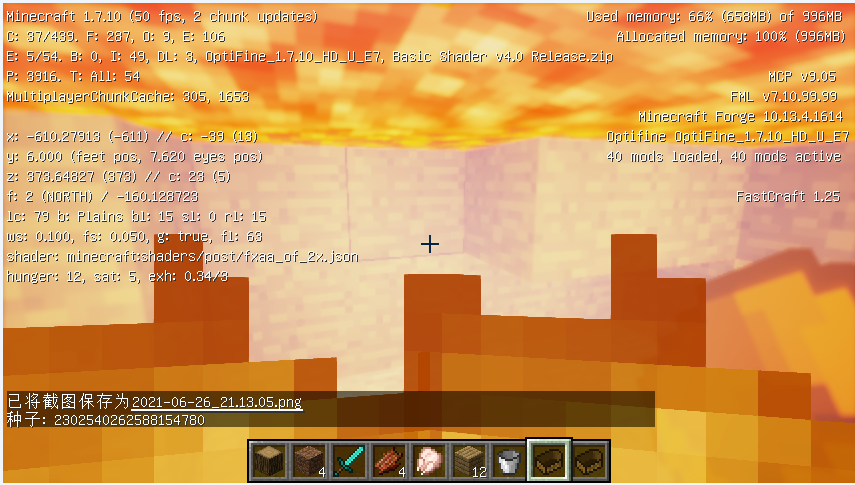 Minecraft 1.7.10 (50 fps, 2 chunk updates)
C: 37/489. F: 287, O: 9, E: 106
E: 5/54. B: 0, I: 49, DL: 3, OptiFine_1.7.10_HD_U_E7, Basic Shader v4.0 Release.zip
P: 3916. T: All: 54
MultiplayerChunkCache: 305, 1653
x: -610.27913 (-611) // c: -39 (13)
y: 6.000 (feet pos, 7.620 eyes pos)
z: 373.64827 (373) // c: 23 (5)
f: 2 (NORTH) / -160.128723
lc: 79 b: Plains bl: 15 sl: 0 rl: 15
ws: 0.100, fs: 0.050, g: true, fl: 63
shader: minecraft:shaders/post/fxaa_of_2x.json
hunger: 12, sat: 5, exh: 0.34/3
Used memory: 66% (658MB) of 996MB
Allocated memory: 100% (996MB)
MCP v9.05
FML v7.10.99.99
Minecraft Forge 10.13.4.1614
Optifine OptiFine_1.7.10_HD_U_E7
40 mods loaded, 40 mods active
FastCraft 1.25
已将截图保存为2021-06-26_21.13.05.png
种子: 2302540262588154780
4 4 12